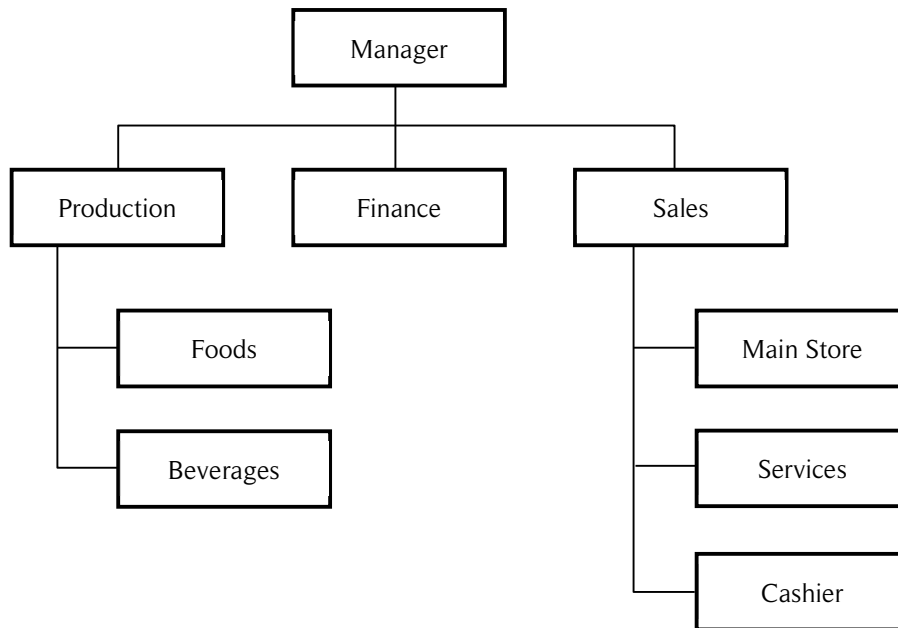 Manager
Production
Finance
Sales
Foods
Main Store
Beverages
Services
Cashier